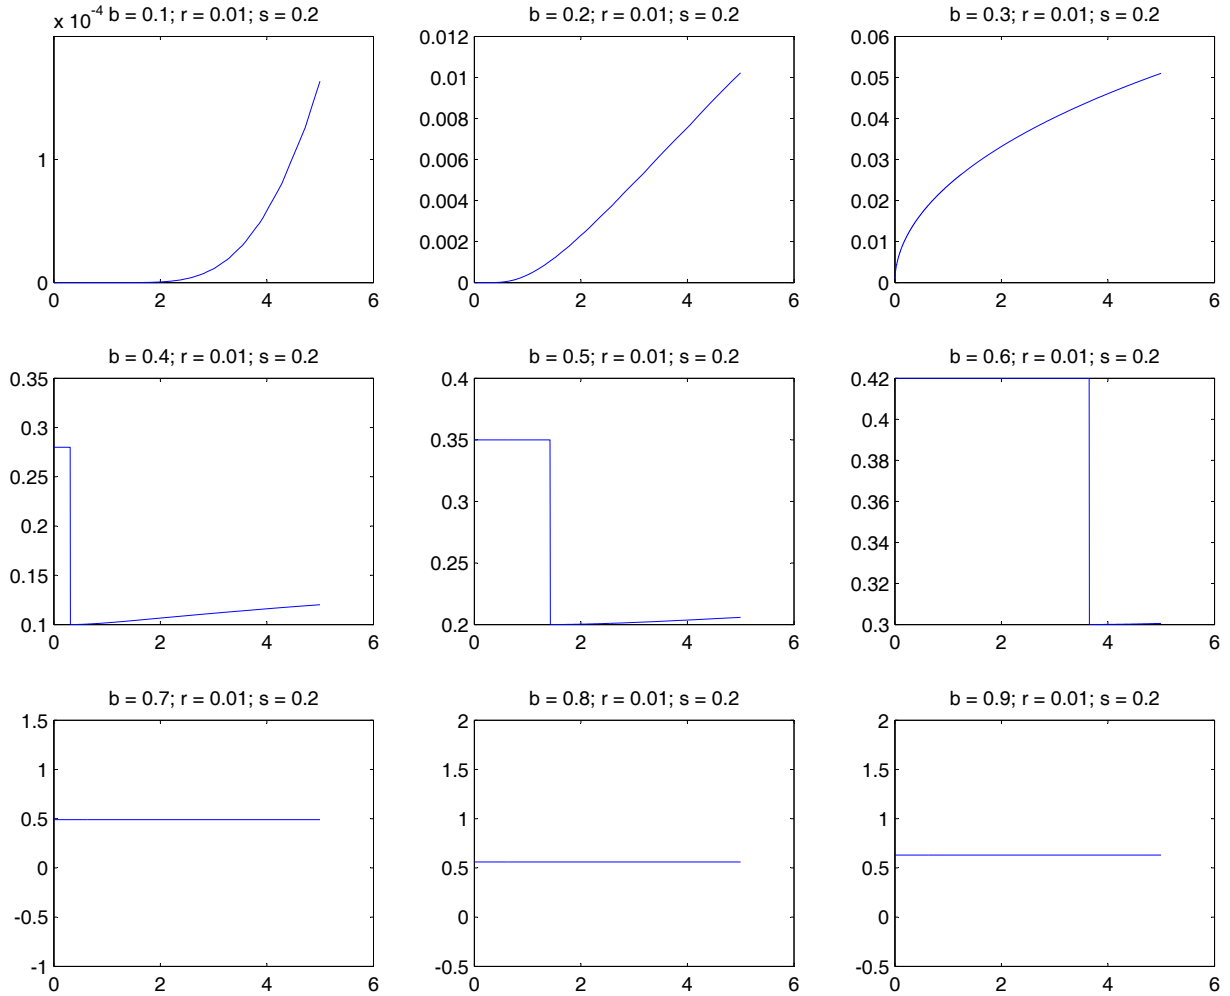 x 10^-4 b = 0.1; r = 0.01; s = 0.2
1
0
0 2 4 6
b = 0.2; r = 0.01; s = 0.2
0.012
0.01
0.008
0.006
0.004
0.002
0
0 2 4 6
b = 0.3; r = 0.01; s = 0.2
0.06
0.05
0.04
0.03
0.02
0.01
0
0 2 4 6
b = 0.4; r = 0.01; s = 0.2
0.35
0.3
0.25
0.2
0.15
0.1
0 2 4 6
b = 0.5; r = 0.01; s = 0.2
0.4
0.35
0.3
0.25
0.2
0 2 4 6
b = 0.6; r = 0.01; s = 0.2
0.42
0.4
0.38
0.36
0.34
0.32
0.3
0 2 4 6
b = 0.7; r = 0.01; s = 0.2
1.5
1
0.5
0
-0.5
-1
0 2 4 6
b = 0.8; r = 0.01; s = 0.2
2
1.5
1
0.5
0
-0.5
0 2 4 6
b = 0.9; r = 0.01; s = 0.2
2
1.5
1
0.5
0
-0.5
0 2 4 6